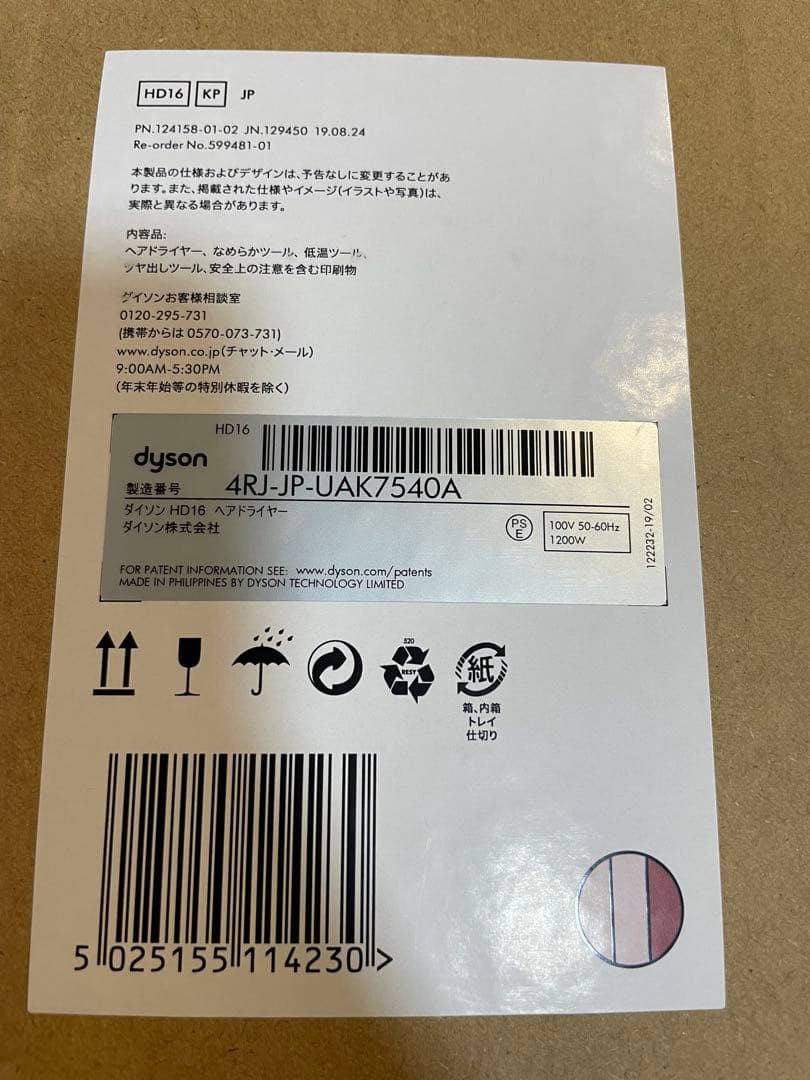 HD16 KP JP
PN.124158-01-02 JN.129450 19.08.24
Re-order No.599481-01
本製品の仕様およびデザインは、予告なしに変更することがあ
ります。また、掲載された仕様やイメージ(イラストや写真)は、
実際と異なる場合があります。
内容品:
ヘアドライヤー、なめらかツール、低温ツール、
ツヤ出しツール、安全上の注意を含む印刷物
ダイソンお客様相談室
0120-295-731
(携帯からは 0570-073-731)
www.dyson.co.jp(チャット・メール)
9:00AM-5:30PM
(年末年始等の特別休暇を除く)
HD16
dyson
製造番号 4RJ-JP-UAK7540A
ダイソン HD16 ヘアドライヤー
ダイソン株式会社
PS
E
100V 50-60Hz
1200W
122232-19/02
FOR PATENT INFORMATION SEE: www.dyson.com/patents
MADE IN PHILIPPINES BY DYSON TECHNOLOGY LIMITED
520
RESY
紙
箱、内箱
トレイ
仕切り
5 025155 114230 >